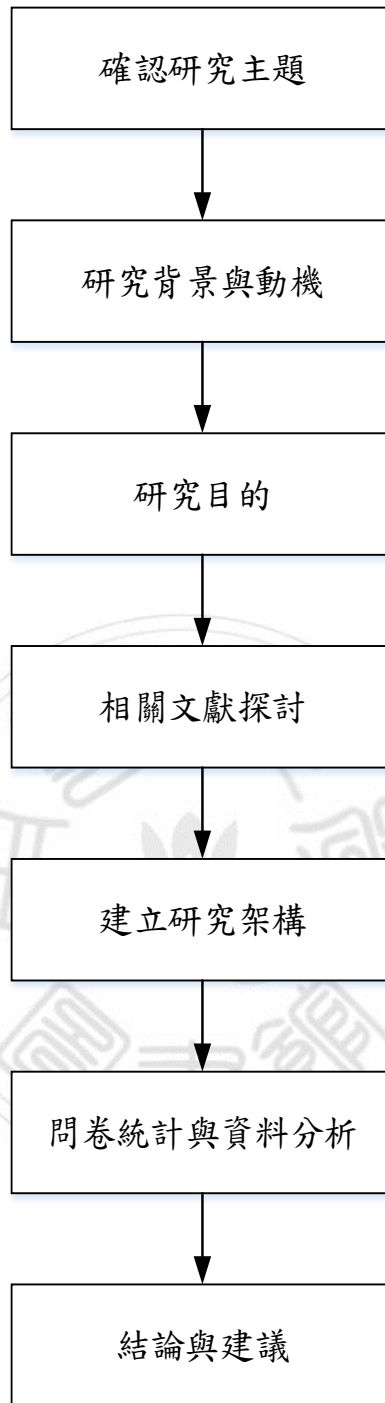 確認研究主題
研究背景與動機
研究目的
相關文獻探討
建立研究架構
問卷統計與資料分析
結論與建議